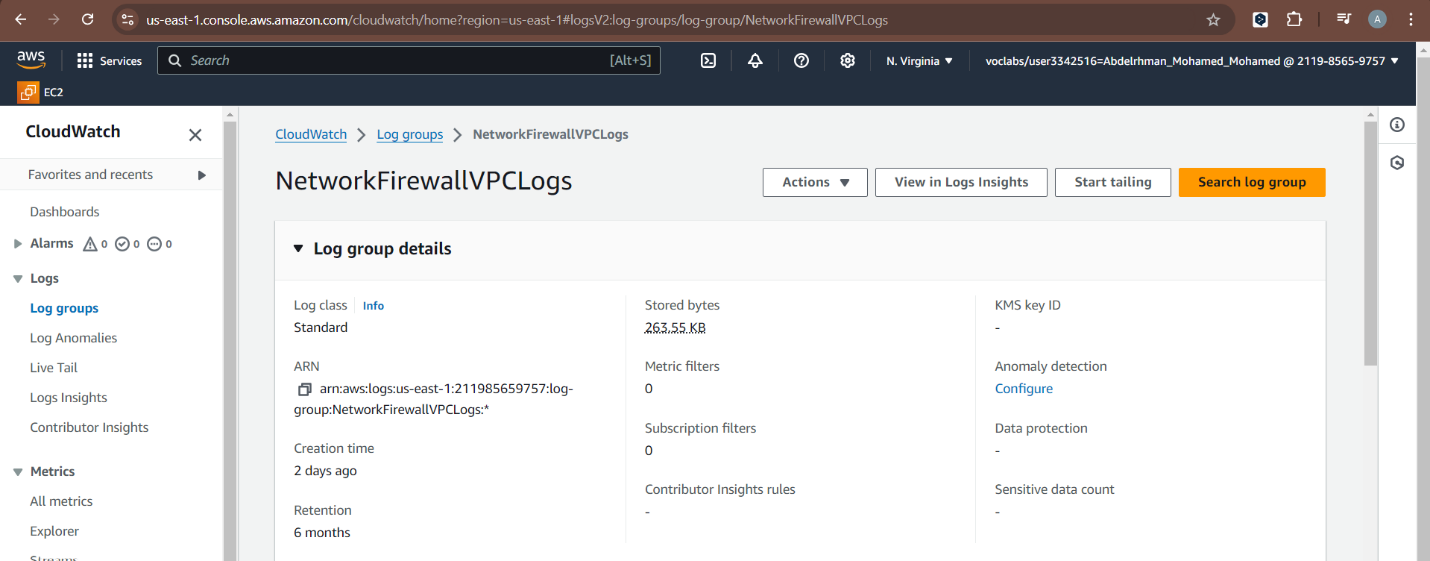 us-east-1.console.aws.amazon.com/cloudwatch/home?region=us-east-1#logsV2:log-groups/log-group/NetworkFirewallVPCLogs
A
aws
Services
Search
[Alt+S]
N. Virginia
voclabs/user3342516=Abdelrhman_Mohamed_Mohamed @ 2119-8565-9757
EC2
CloudWatch
Favorites and recents
Dashboards
Alarms 0 0 0
Logs
Log groups
Log Anomalies
Live Tail
Logs Insights
Contributor Insights
Metrics
All metrics
Explorer
Streams
CloudWatch > Log groups > NetworkFirewallVPCLogs
NetworkFirewallVPCLogs
Actions
View in Logs Insights
Start tailing
Search log group
Log group details
Log class Info
Standard
ARN
arn:aws:logs:us-east-1:211985659757:log-
group:NetworkFirewallVPCLogs:*
Creation time
2 days ago
Retention
6 months
Stored bytes
263.55 KB
Metric filters
0
Subscription filters
0
Contributor Insights rules
-
KMS key ID
-
Anomaly detection
Configure
Data protection
-
Sensitive data count
-